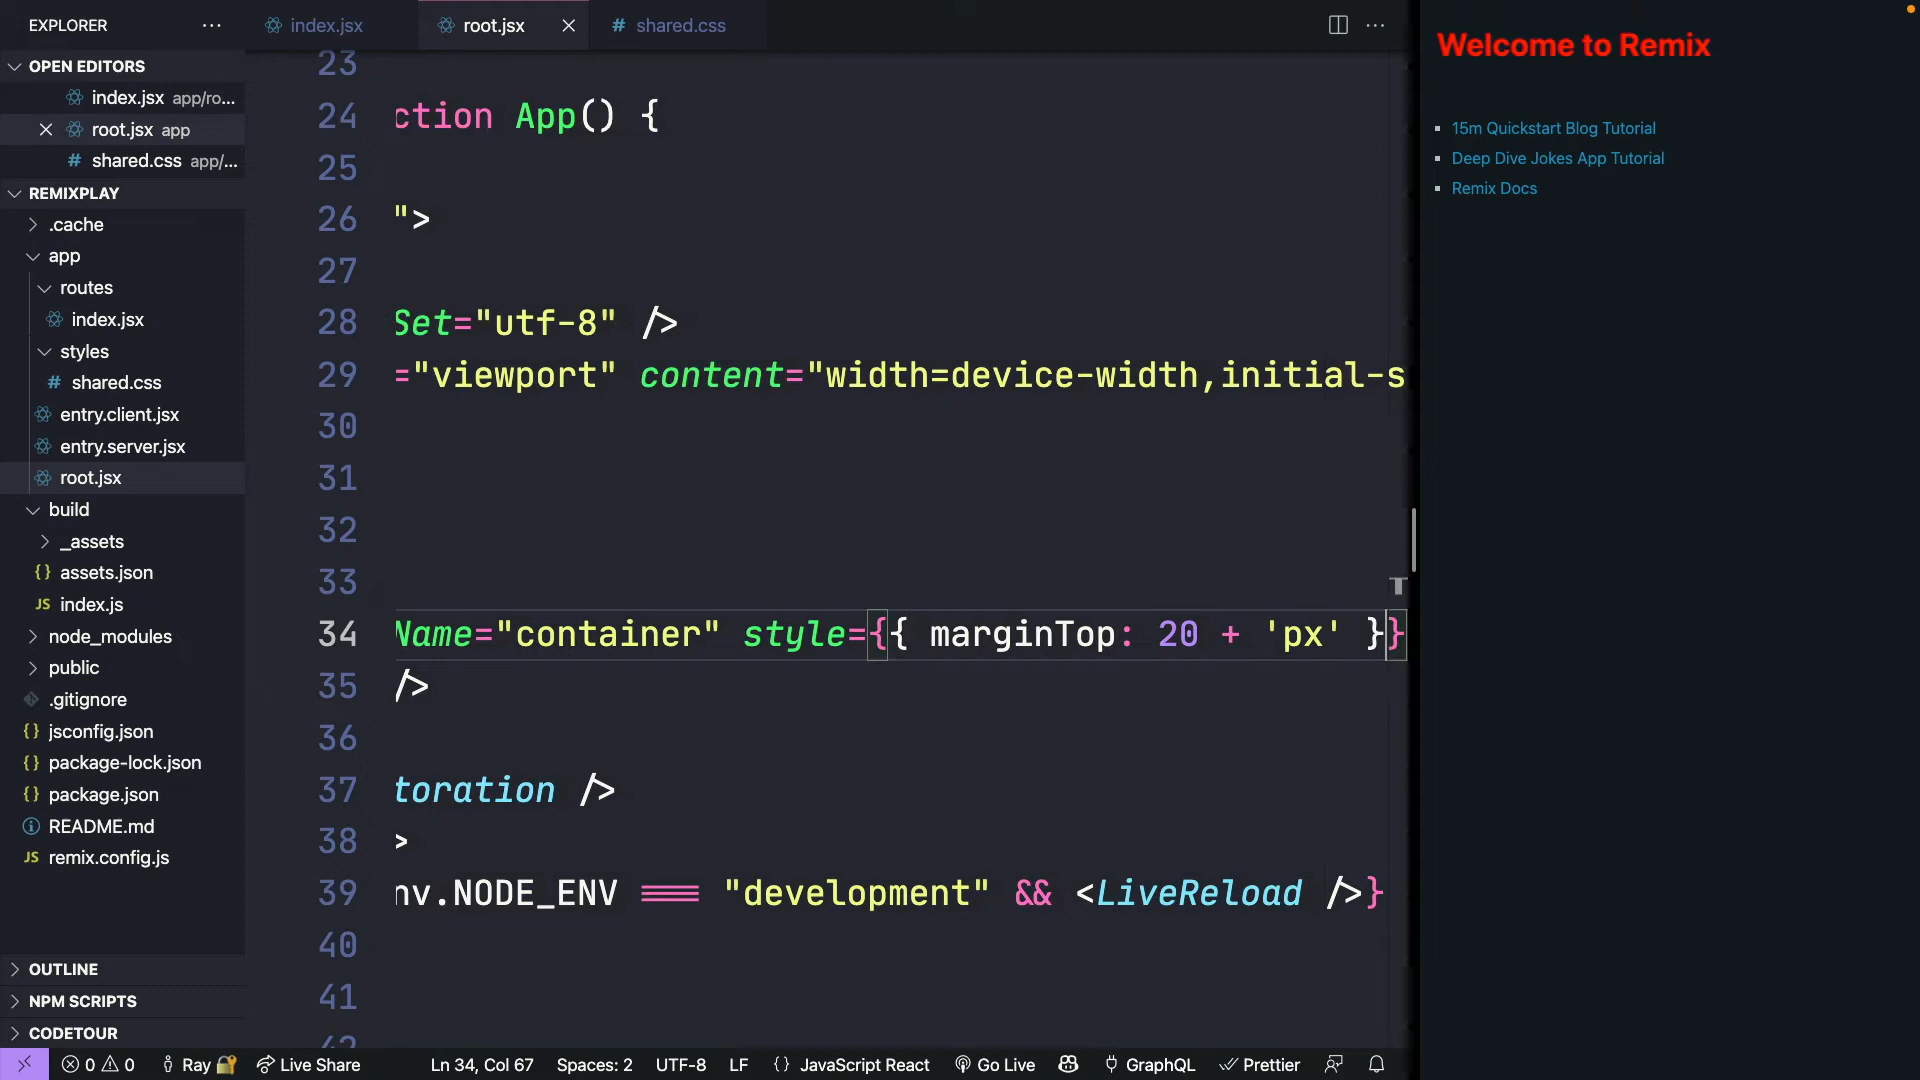 EXPLORER
OPEN EDITORS
index.jsx app/ro...
root.jsx app
shared.css app/...
REMIXPLAY
.cache
app
routes
index.jsx
styles
shared.css
entry.client.jsx
entry.server.jsx
root.jsx
build
_assets
assets.json
index.js
node_modules
public
.gitignore
jsconfig.json
package-lock.json
package.json
README.md
remix.config.js
OUTLINE
NPM SCRIPTS
CODETOUR
index.jsx
root.jsx
shared.css
23
24 ction App() {
25
26 ">
27
28 Set="utf-8" />
29 ="viewport" content="width=device-width,initial-s
30
31
32
33
34 Name="container" style={{ marginTop: 20 + 'px' }}
35 />
36
37 toration />
38 >
39 nv.NODE_ENV === "development" && <LiveReload />}
40
41
42
Welcome to Remix
15m Quickstart Blog Tutorial
Deep Dive Jokes App Tutorial
Remix Docs
0 0 Ray Live Share Ln 34, Col 67 Spaces: 2 UTF-8 LF {} JavaScript React Go Live GraphQL Prettier